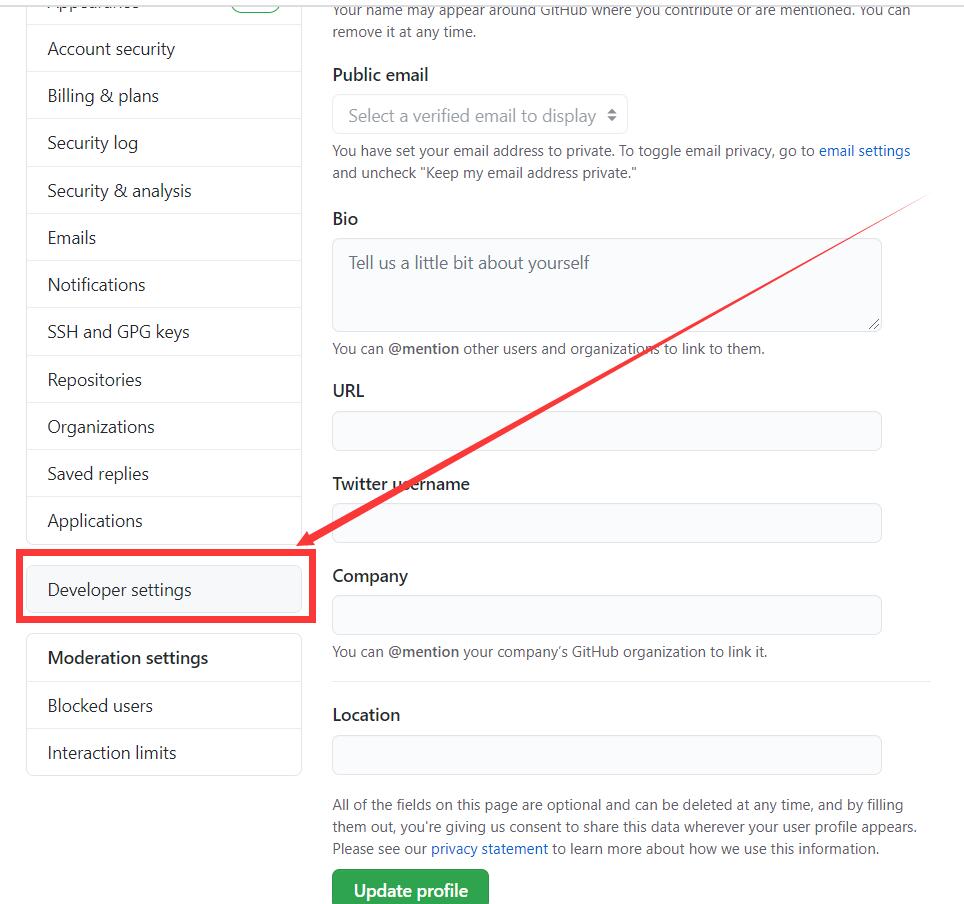 Appearance
Account security
Billing & plans
Security log
Security & analysis
Emails
Notifications
SSH and GPG keys
Repositories
Organizations
Saved replies
Applications
Developer settings
Moderation settings
Blocked users
Interaction limits
Your name may appear around GitHub where you contribute or are mentioned. You can
remove it at any time.
Public email
Select a verified email to display
You have set your email address to private. To toggle email privacy, go to email settings
and uncheck "Keep my email address private."
Bio
Tell us a little bit about yourself
You can @mention other users and organizations to link to them.
URL
Twitter username
Company
You can @mention your company's GitHub organization to link it.
Location
All of the fields on this page are optional and can be deleted at any time, and by filling
them out, you're giving us consent to share this data wherever your user profile appears.
Please see our privacy statement to learn more about how we use this information.
Update profile